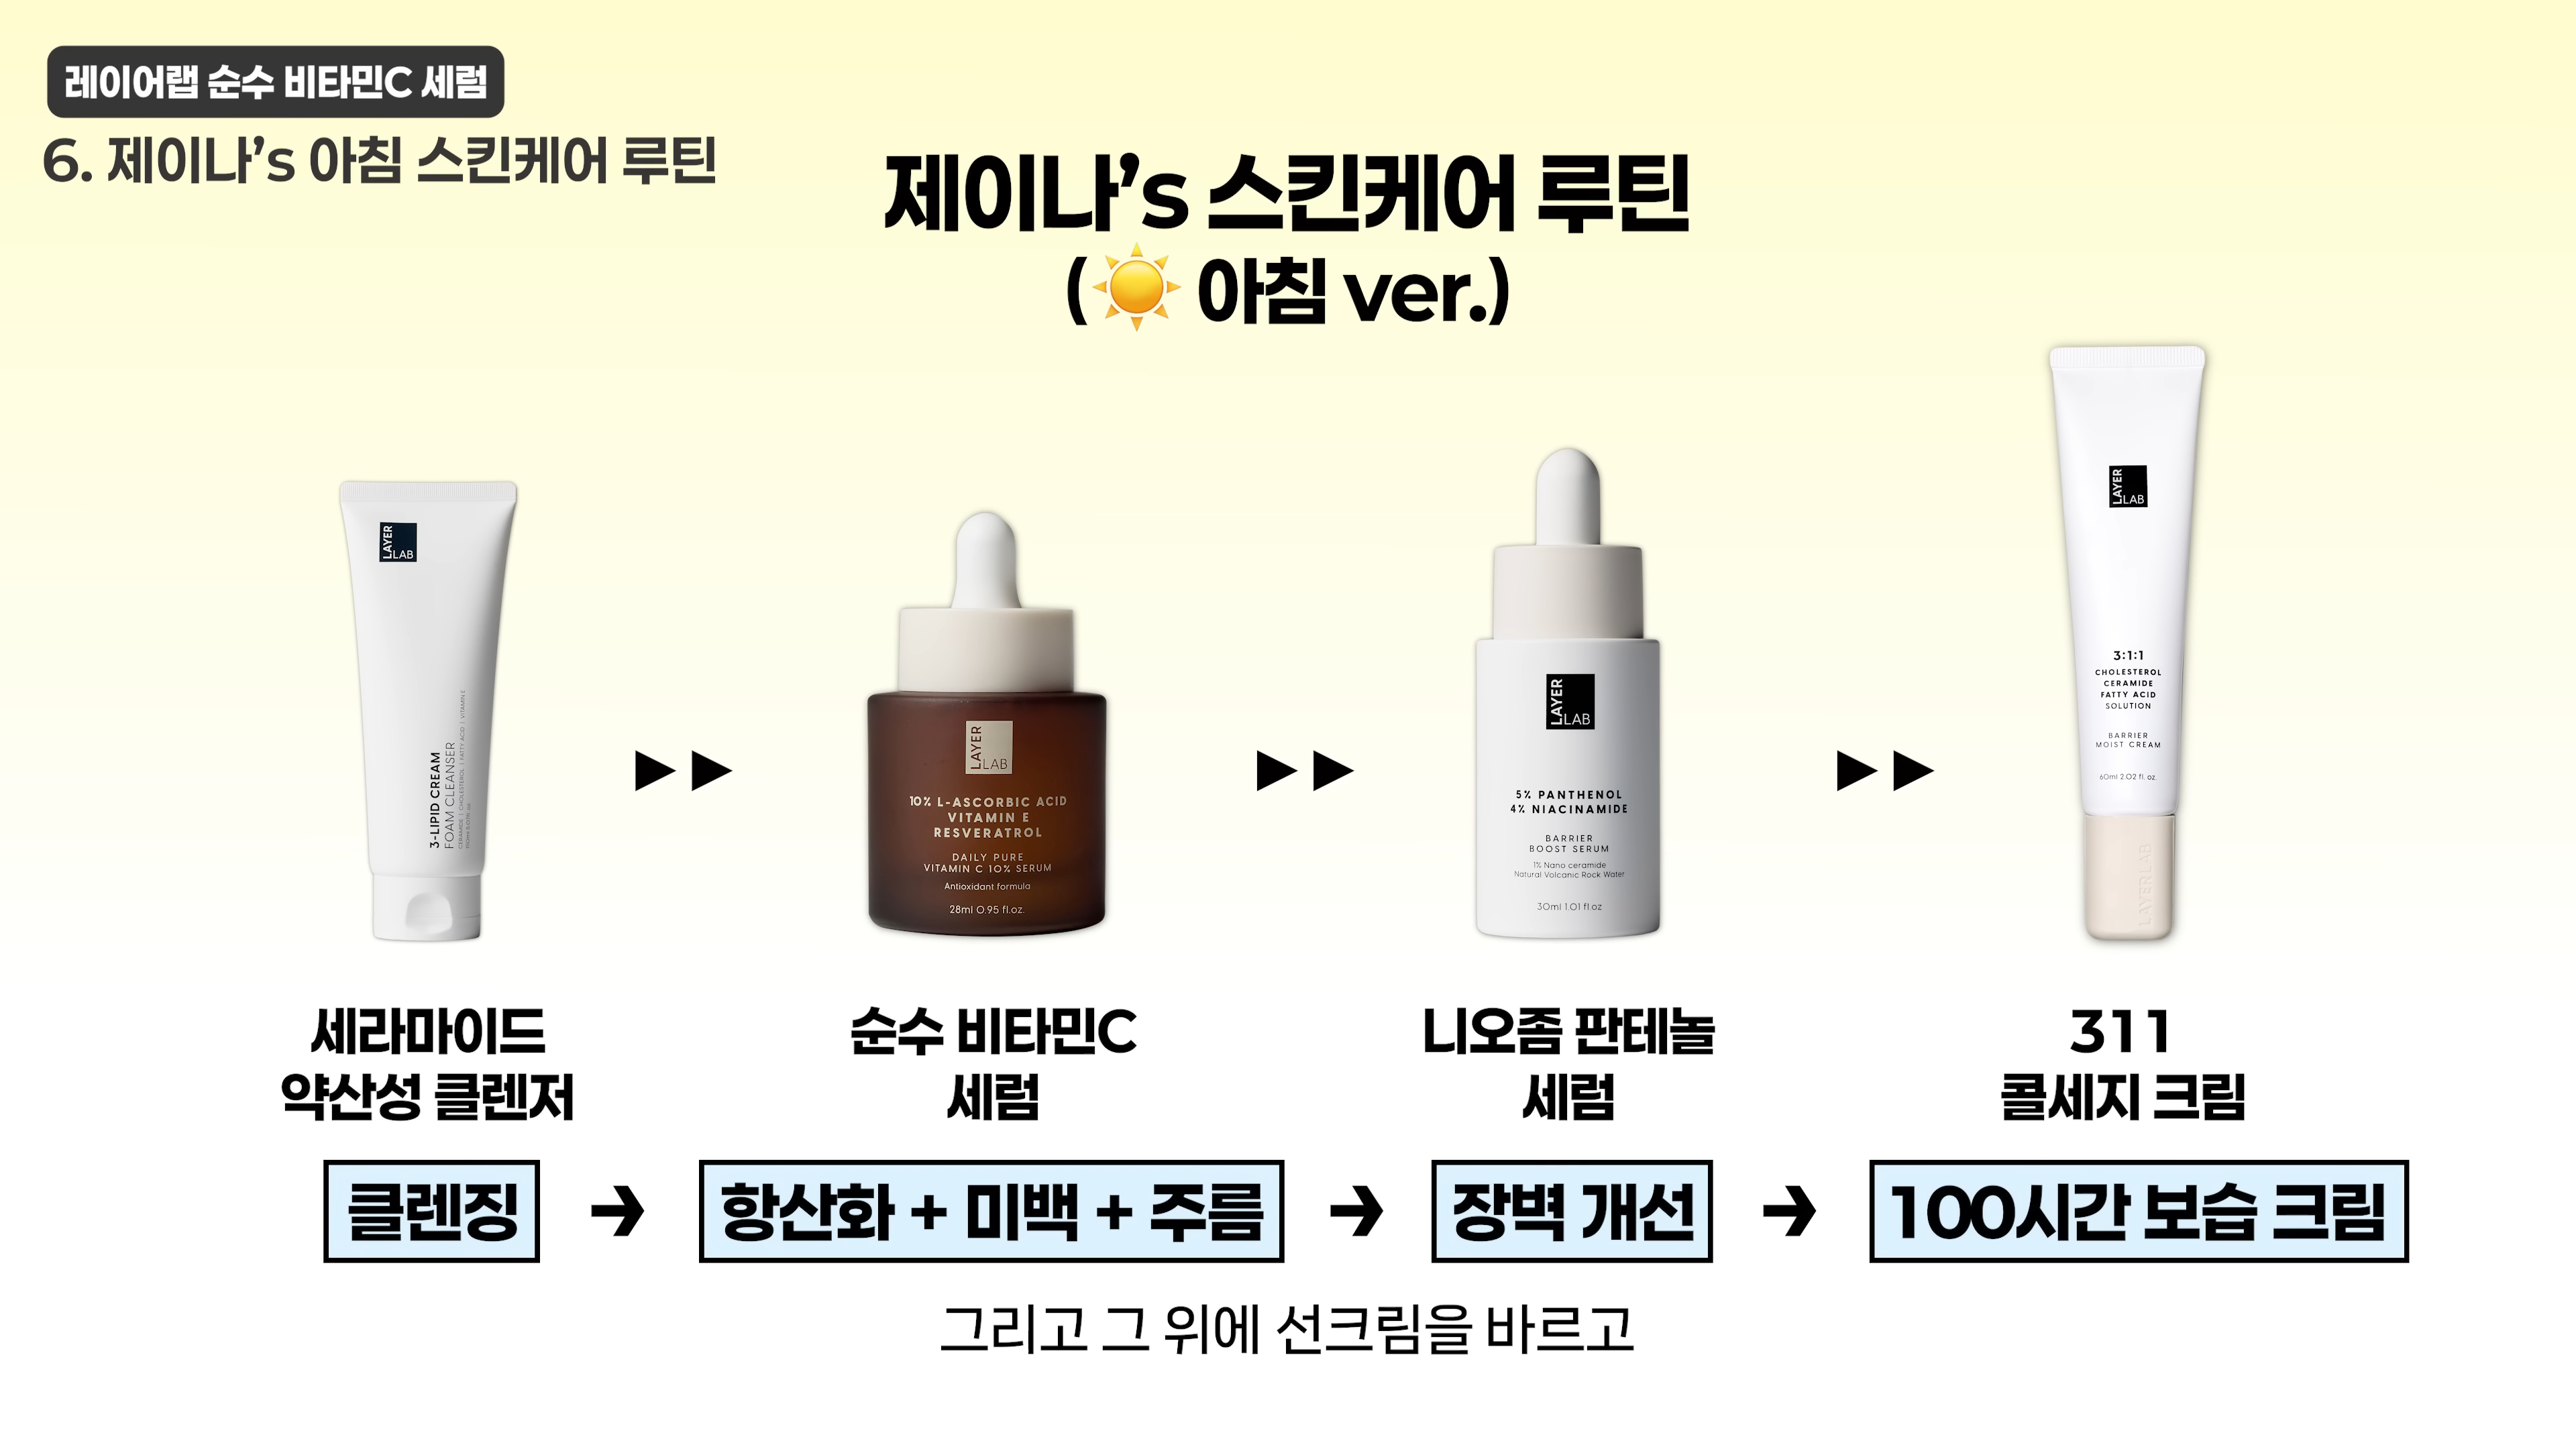 레이어랩 순수 비타민C 세럼
6. 제이나's 아침 스킨케어 루틴
제이나's 스킨케어 루틴
(☀️ 아침 ver.)
LAYER
LAB
3-LIPID CREAM
FOAM CLEANSER
CERAMIDE | CHOLESTEROL | FATTY ACID | VITAMIN E
▶▶
LAYER
LAB
10% L-ASCORBIC ACID
VITAMIN E
RESVERATROL
DAILY PURE
VITAMIN C 10% SERUM
Antioxidant formula
28ml 0.95 fl.oz.
▶▶
LAYER
LAB
5% PANTHENOL
4% NIACINAMIDE
BARRIER
BOOST SERUM
1% Nano ceramide
Natural Volcanic Rock Water
30ml 1.01 fl.oz
▶▶
LAYER
LAB
3:1:1
CHOLESTEROL
CERAMIDE
FATTY ACID
SOLUTION
BARRIER
MOIST CREAM
60ml 2.02 fl. oz.
LAYERLAB
세라마이드
약산성 클렌저
순수 비타민C
세럼
니오좀 판테놀
세럼
311
콜세지 크림
클렌징 → 항산화 + 미백 + 주름 → 장벽 개선 → 100시간 보습 크림
그리고 그 위에 선크림을 바르고